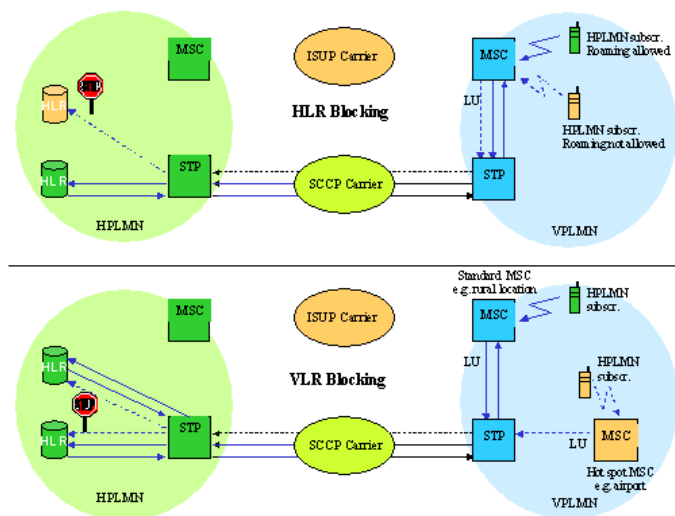 MSC
ISUP Carrier
MSC
HPLMN subscr.
Roaming allowed
HLR
HLR Blocking
LU
HPLMN subscr.
Roaming not allowed
HLR
STP
SCCP Carrier
STP
HPLMN
VPLMN
Standard MSC
e.g. rural location
MSC
ISUP Carrier
MSC
HPLMN
subscr.
HLR
VLR Blocking
LU
HPLMN
subscr.
HLR
STP
SCCP Carrier
STP
LU
MSC
Hot spot MSC
e.g. airport
HPLMN
VPLMN